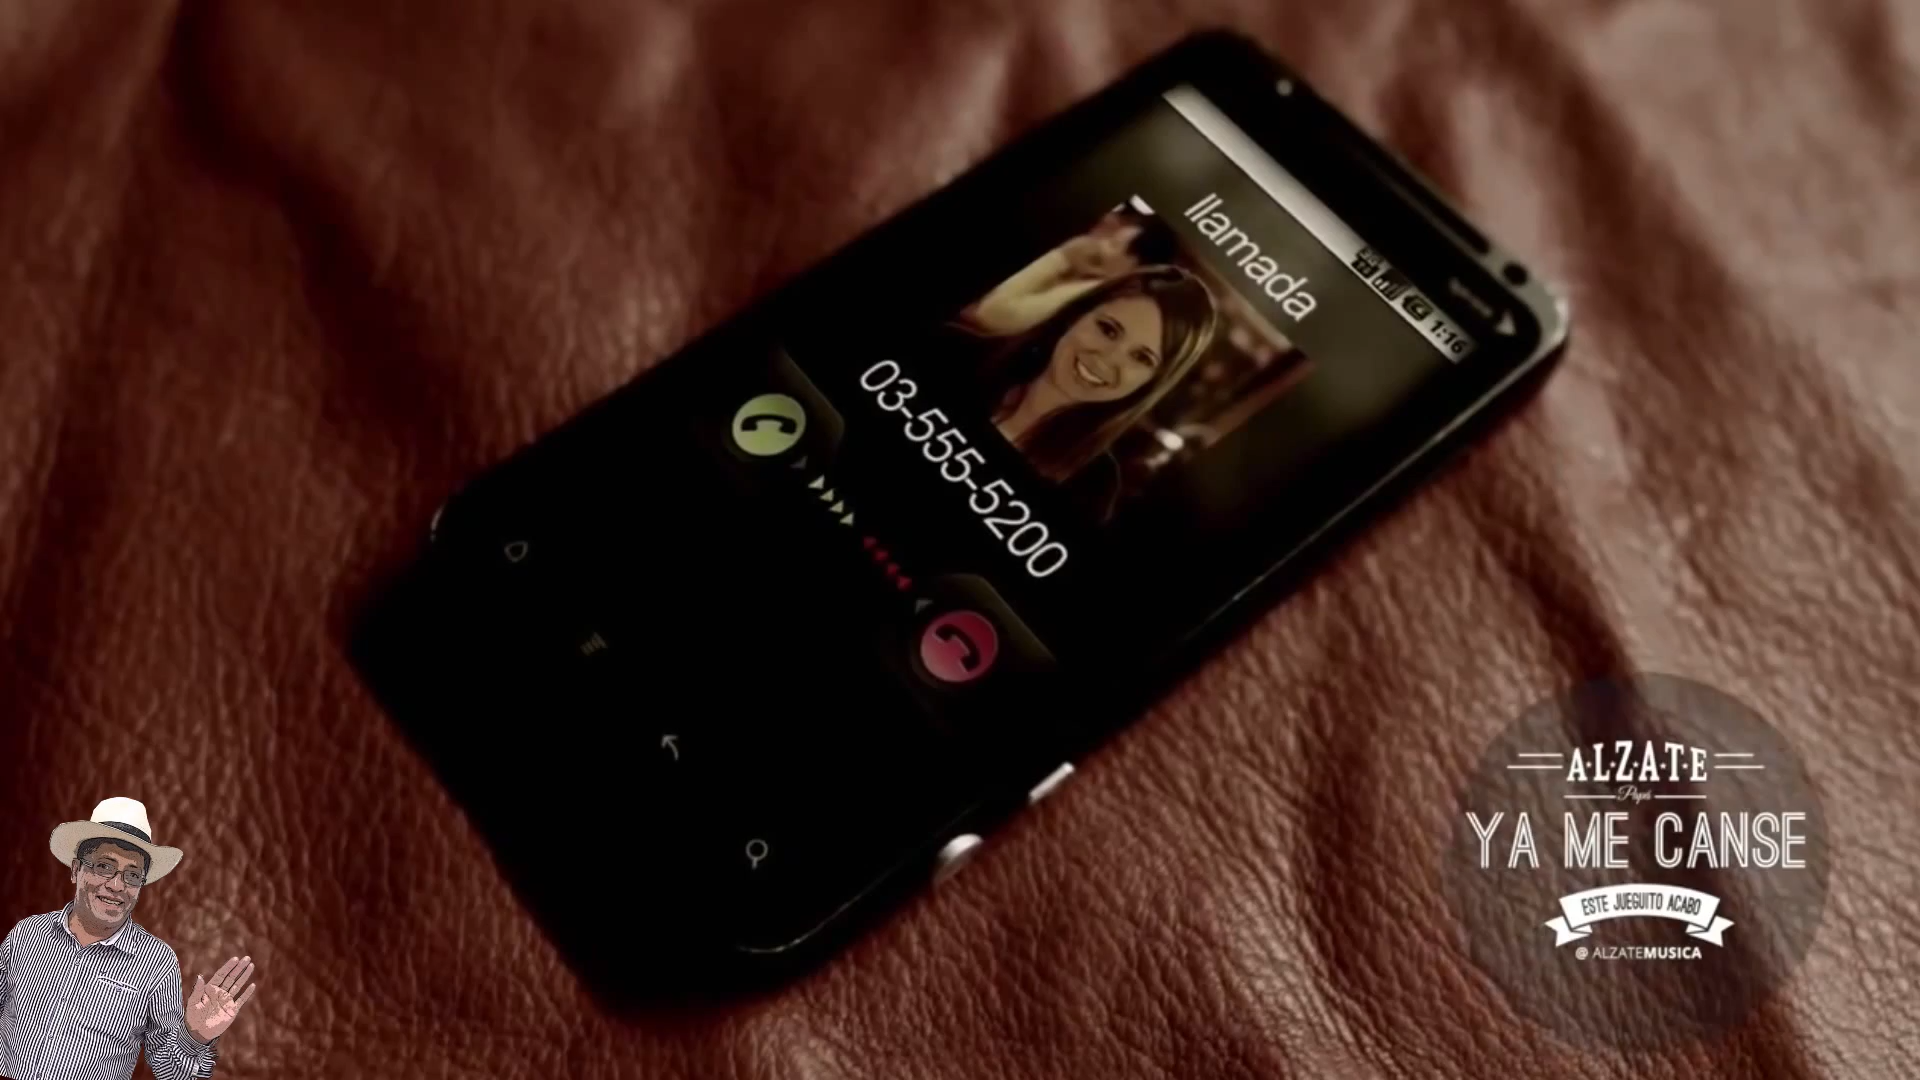 llamada
03-555-5200
1:16
A·L·Z·A·T·E
Papá
YA ME CANSE
ESTE JUEGUITO ACABO
@ ALZATEMUSICA